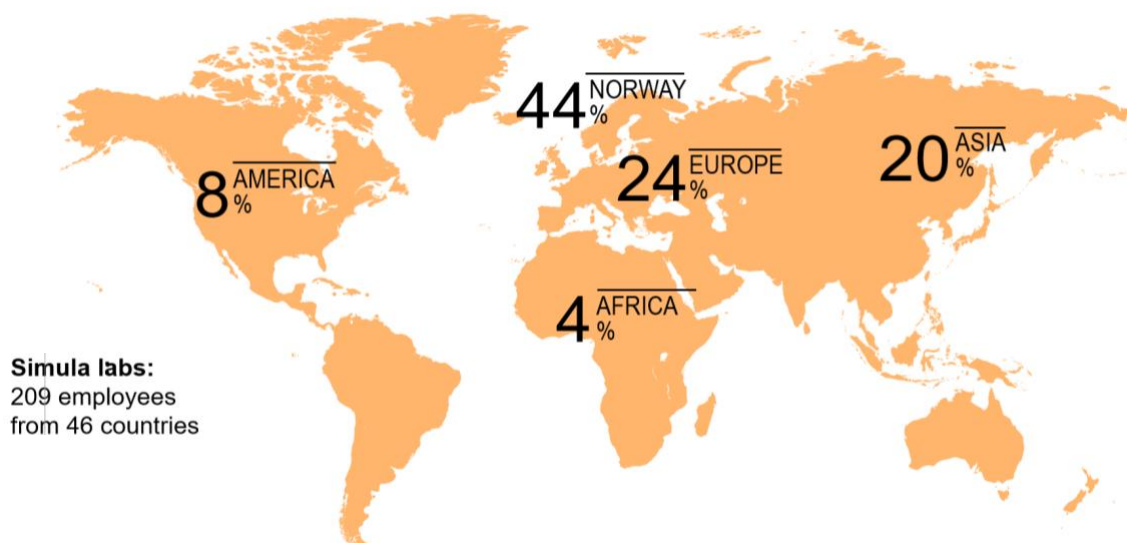 44 NORWAY
%
8 AMERICA
%
24 EUROPE
%
20 ASIA
%
4 AFRICA
%
Simula labs:
209 employees
from 46 countries